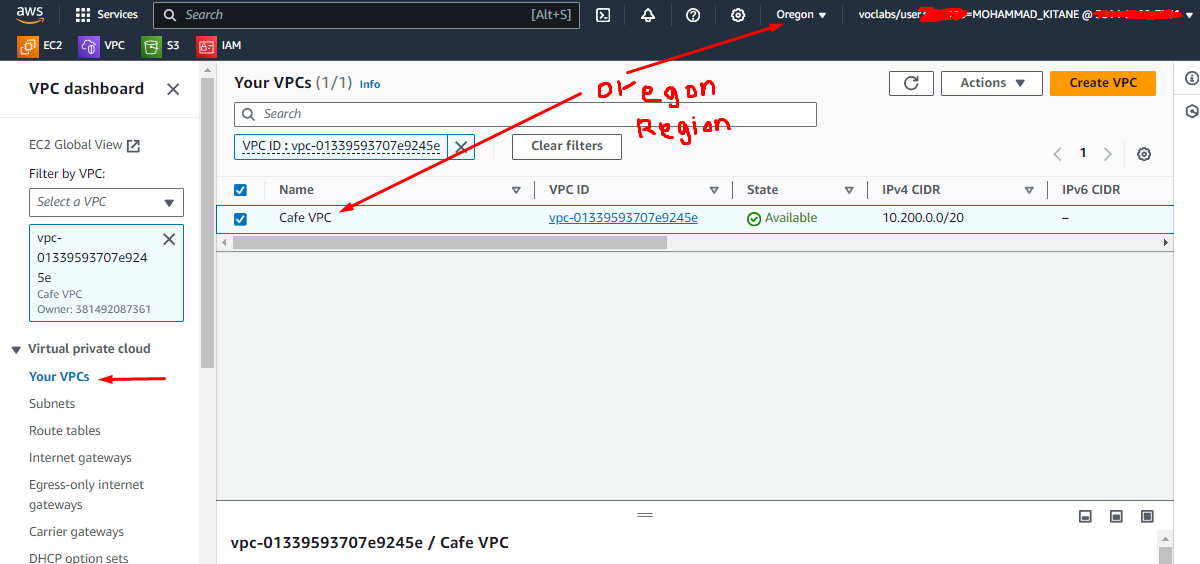 aws Services Search [Alt+S] Oregon voclabs/user =MOHAMMAD_KITANE @
EC2 VPC S3 IAM
VPC dashboard
EC2 Global View
Filter by VPC:
Select a VPC
vpc-
01339593707e924
5e
Cafe VPC
Owner: 381492087361
Virtual private cloud
Your VPCs
Subnets
Route tables
Internet gateways
Egress-only internet
gateways
Carrier gateways
DHCP option sets
Your VPCs (1/1) Info
Actions
Create VPC
Search
oregon
Region
VPC ID : vpc-01339593707e9245e
Clear filters
1
Name VPC ID State IPv4 CIDR IPv6 CIDR
Cafe VPC vpc-01339593707e9245e Available 10.200.0.0/20 –
vpc-01339593707e9245e / Cafe VPC